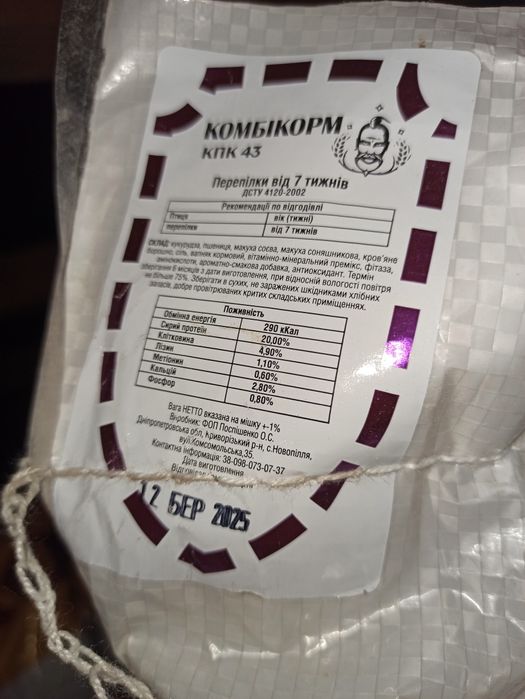 КОМБІКОРМ
КПК 43
Перепілки від 7 тижнів
ДСТУ 4120-2002
Рекомендації по відгодівлі
Птиця вік (тижні)
перепілки від 7 тижнів
СКЛАД: кукурудза, пшениця, макуха соєва, макуха соняшникова, кров'яне
борошно, сіль, вапняк кормовий, вітамінно-мінеральний премікс, фітаза,
амінокислоти, ароматно-смакова добавка, антиоксидант. Термін
зберігання 6 місяців з дати виготовлення, при відносній вологості повітря
не більше 75%. Зберігати в сухих, не заражених шкідниками хлібних
запасів, добре провітрюваних критих складських приміщеннях.
Поживність
Обмінна енергія 290 кКал
Сирий протеїн 20,00%
Клітковина 4,90%
Лізин 1,10%
Метіонин 0,60%
Кальцій 2,80%
Фосфор 0,80%
Вага НЕТТО вказана на мішку +-1%
Виробник: ФОП Поспішенко О.С.
Дніпропетровська обл, Криворізький р-н, с.Новопілля,
вул.Комсомольська,35.
Контактна інформація: 38-098-073-07-37
Дата виготовлення
12 БЕР 2025